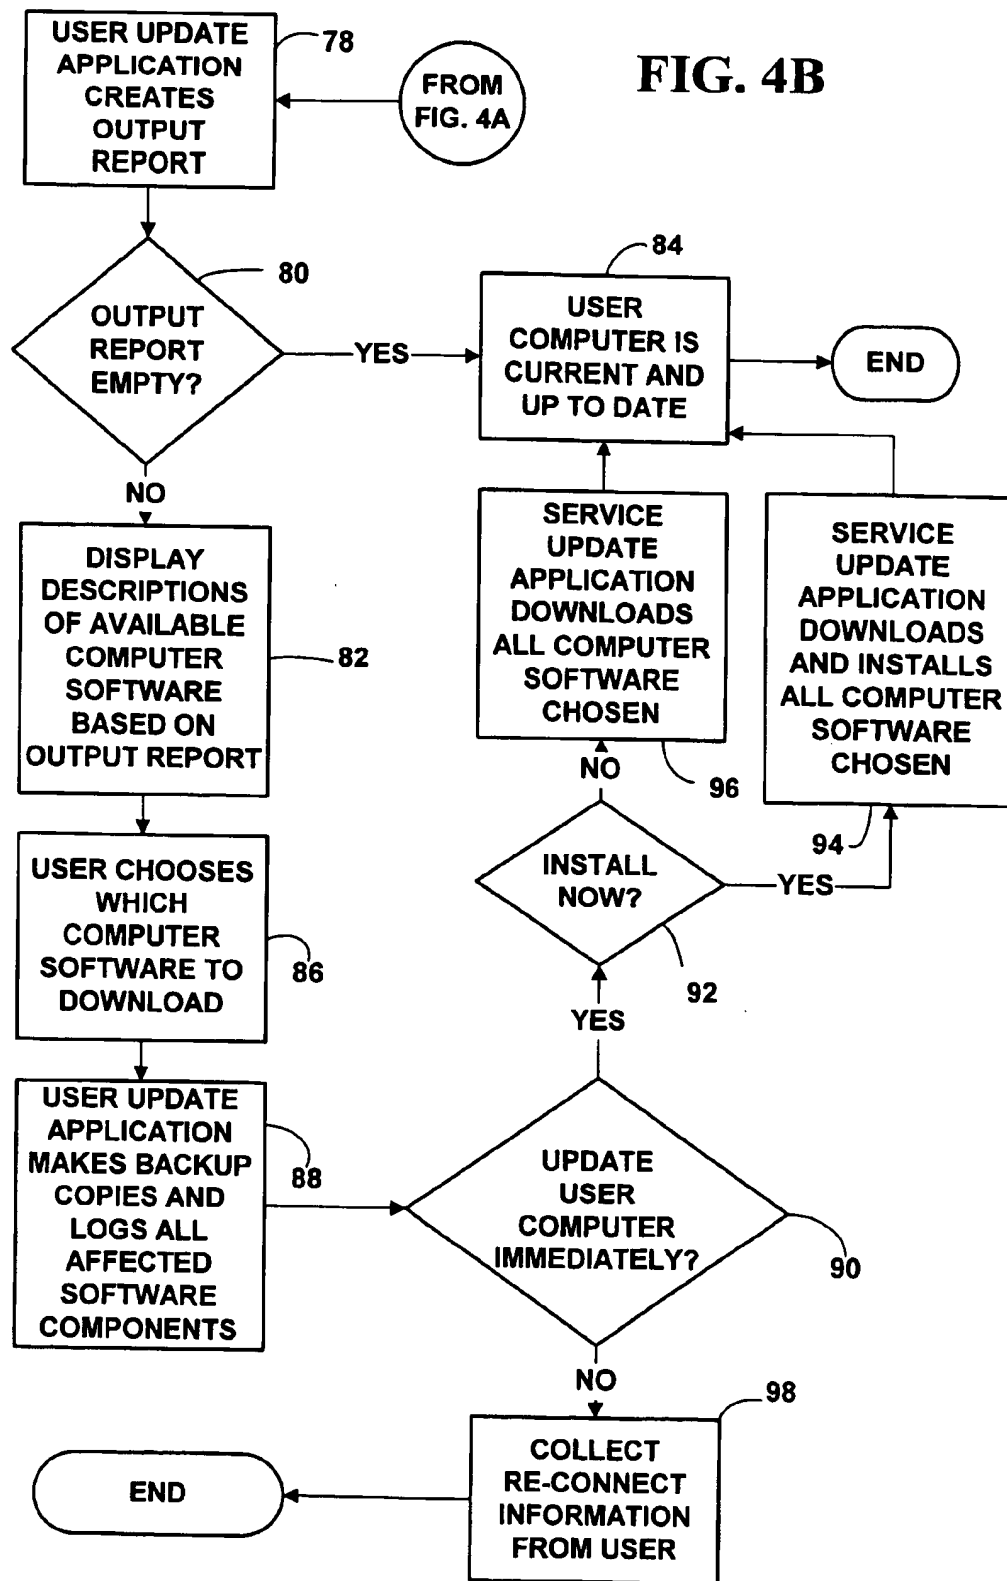 FIG. 4B
USER UPDATE
APPLICATION
CREATES
OUTPUT
REPORT
78
FROM
FIG. 4A
OUTPUT
REPORT
EMPTY?
80
YES
84
USER
COMPUTER IS
CURRENT AND
UP TO DATE
END
NO
DISPLAY
DESCRIPTIONS
OF AVAILABLE
COMPUTER
SOFTWARE
BASED ON
OUTPUT REPORT
82
SERVICE
UPDATE
APPLICATION
DOWNLOADS
ALL COMPUTER
SOFTWARE
CHOSEN
96
SERVICE
UPDATE
APPLICATION
DOWNLOADS
AND INSTALLS
ALL COMPUTER
SOFTWARE
CHOSEN
94
NO
INSTALL
NOW?
YES
92
USER CHOOSES
WHICH
COMPUTER
SOFTWARE TO
DOWNLOAD
86
YES
USER UPDATE
APPLICATION
MAKES BACKUP
COPIES AND
LOGS ALL
AFFECTED
SOFTWARE
COMPONENTS
88
UPDATE
USER
COMPUTER
IMMEDIATELY?
90
NO
98
COLLECT
RE-CONNECT
INFORMATION
FROM USER
END